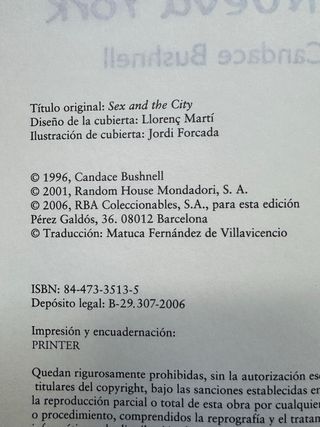 Título original: Sex and the City
Diseño de la cubierta: Llorenç Martí
Ilustración de cubierta: Jordi Forcada
© 1996, Candace Bushnell
© 2001, Random House Mondadori, S. A.
© 2006, RBA Coleccionables, S.A., para esta edición
Pérez Galdós, 36. 08012 Barcelona
© Traducción: Matuca Fernández de Villavicencio
ISBN: 84-473-3513-5
Depósito legal: B-29.307-2006
Impresión y encuadernación:
PRINTER
Quedan rigurosamente prohibidas, sin la autorización es
titulares del copyright, bajo las sanciones establecidas en
la reproducción parcial o total de esta obra por cualquie
o procedimiento, comprendidos la reprografía y el tratan